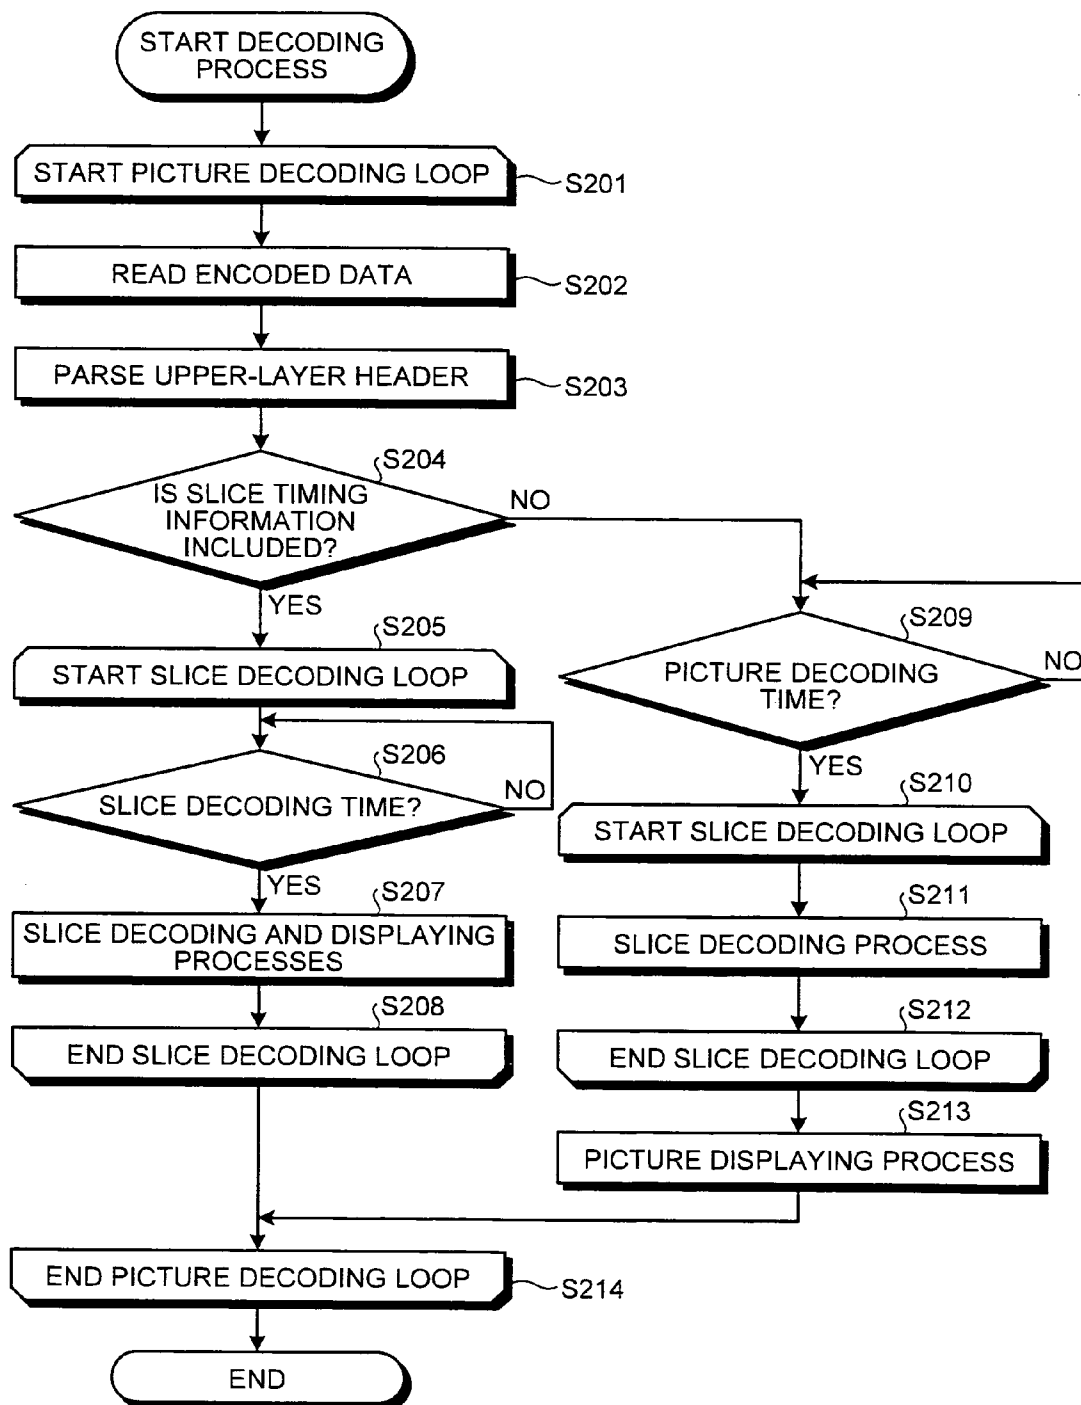 START DECODING
PROCESS
START PICTURE DECODING LOOP
S201
READ ENCODED DATA
S202
PARSE UPPER-LAYER HEADER
S203
S204
IS SLICE TIMING
INFORMATION
INCLUDED?
NO
YES
S205
START SLICE DECODING LOOP
S206
SLICE DECODING TIME?
NO
YES
S207
SLICE DECODING AND DISPLAYING
PROCESSES
S208
END SLICE DECODING LOOP
S209
PICTURE DECODING
TIME?
NO
YES
S210
START SLICE DECODING LOOP
S211
SLICE DECODING PROCESS
S212
END SLICE DECODING LOOP
S213
PICTURE DISPLAYING PROCESS
END PICTURE DECODING LOOP
S214
END